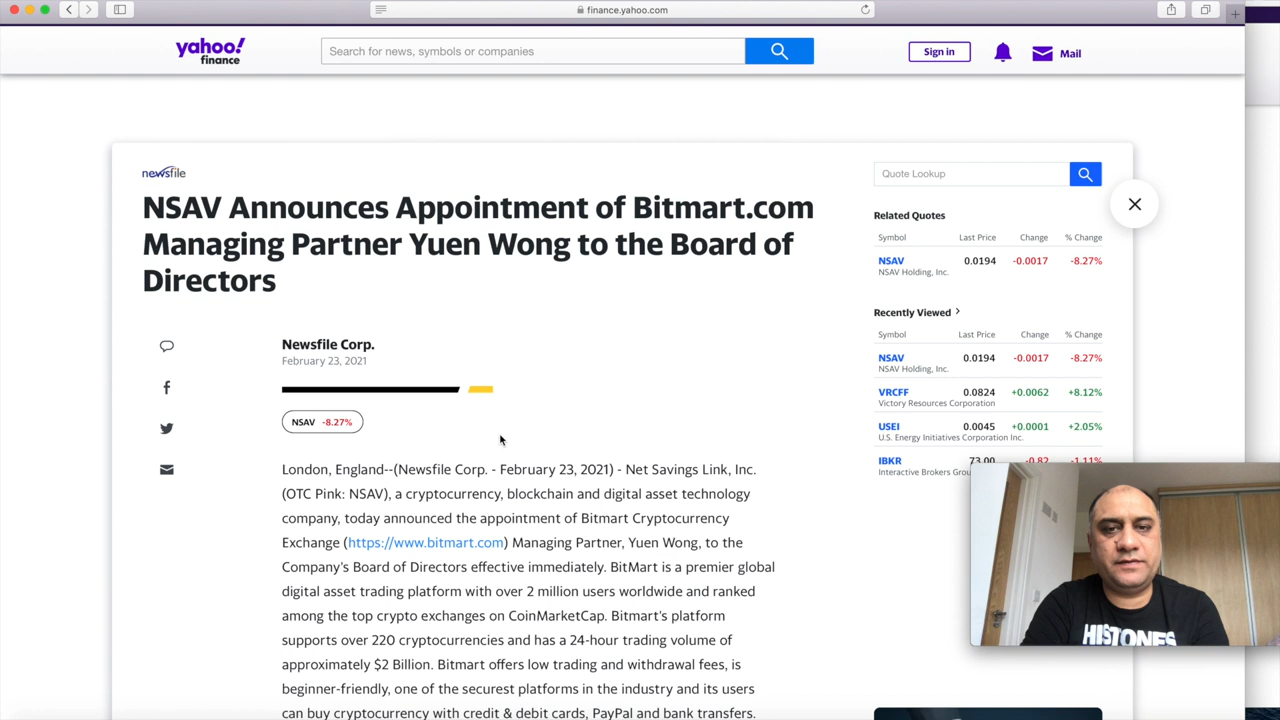 finance.yahoo.com
yahoo!
finance
Search for news, symbols or companies
Sign in
Mail
newsfile
NSAV Announces Appointment of Bitmart.com
Managing Partner Yuen Wong to the Board of
Directors
Newsfile Corp.
February 23, 2021
NSAV -8.27%
London, England--(Newsfile Corp. - February 23, 2021) - Net Savings Link, Inc.
(OTC Pink: NSAV), a cryptocurrency, blockchain and digital asset technology
company, today announced the appointment of Bitmart Cryptocurrency
Exchange (https://www.bitmart.com) Managing Partner, Yuen Wong, to the
Company's Board of Directors effective immediately. BitMart is a premier global
digital asset trading platform with over 2 million users worldwide and ranked
among the top crypto exchanges on CoinMarketCap. Bitmart's platform
supports over 220 cryptocurrencies and has a 24-hour trading volume of
approximately $2 Billion. Bitmart offers low trading and withdrawal fees, is
beginner-friendly, one of the securest platforms in the industry and its users
can buy cryptocurrency with credit & debit cards, PayPal and bank transfers.
Quote Lookup
Related Quotes
Symbol Last Price Change % Change
NSAV 0.0194 -0.0017 -8.27%
NSAV Holding, Inc.
Recently Viewed
Symbol Last Price Change % Change
NSAV 0.0194 -0.0017 -8.27%
NSAV Holding, Inc.
VRCFF 0.0824 +0.0062 +8.12%
Victory Resources Corporation
USEI 0.0045 +0.0001 +2.05%
U.S. Energy Initiatives Corporation Inc.
IBKR 73.00 -0.82 -1.11%
Interactive Brokers Grou
HISTONES